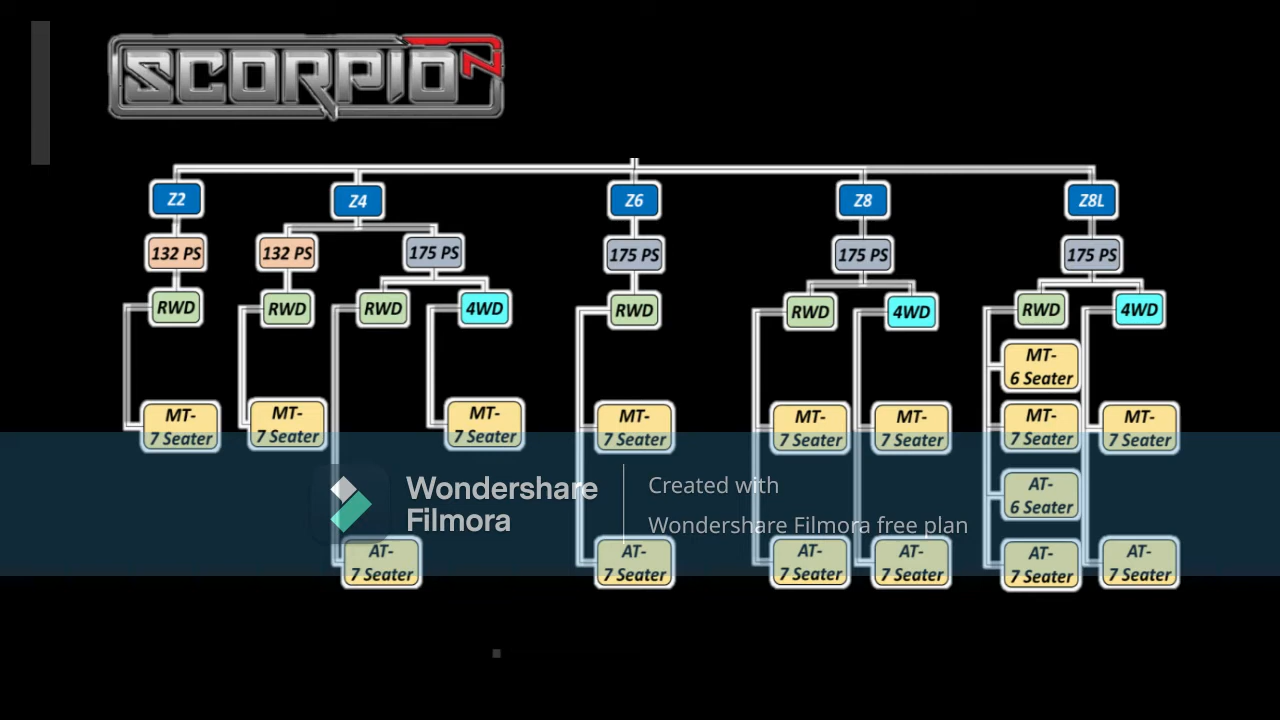 SCORPIO N
Z2 Z4 Z6 Z8 Z8L
132 PS 132 PS 175 PS 175 PS 175 PS 175 PS
RWD RWD RWD 4WD RWD RWD 4WD RWD 4WD
MT-
6 Seater
MT- MT- MT- MT- MT- MT- MT- MT-
7 Seater 7 Seater 7 Seater 7 Seater 7 Seater 7 Seater 7 Seater 7 Seater
AT-
6 Seater
Wondershare
Filmora
Created with
Wondershare Filmora free plan
AT- AT- AT- AT- AT- AT-
7 Seater 7 Seater 7 Seater 7 Seater 7 Seater 7 Seater